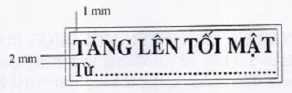 1 mm
TĂNG LÊN TỐI MẬT
2 mm
Từ.......................................